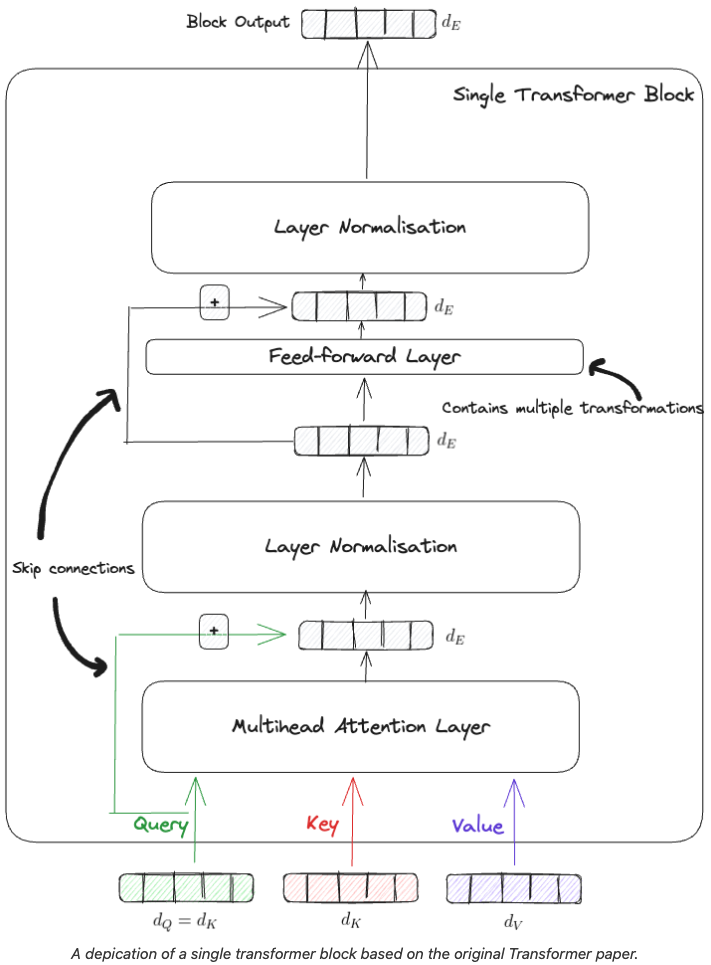 Block Output
d_E
Single Transformer Block
Layer Normalisation
+
d_E
Feed-forward Layer
Contains multiple transformations
d_E
Layer Normalisation
Skip connections
+
d_E
Multihead Attention Layer
Query
Key
Value
d_Q = d_K
d_K
d_V
A depication of a single transformer block based on the original Transformer paper.